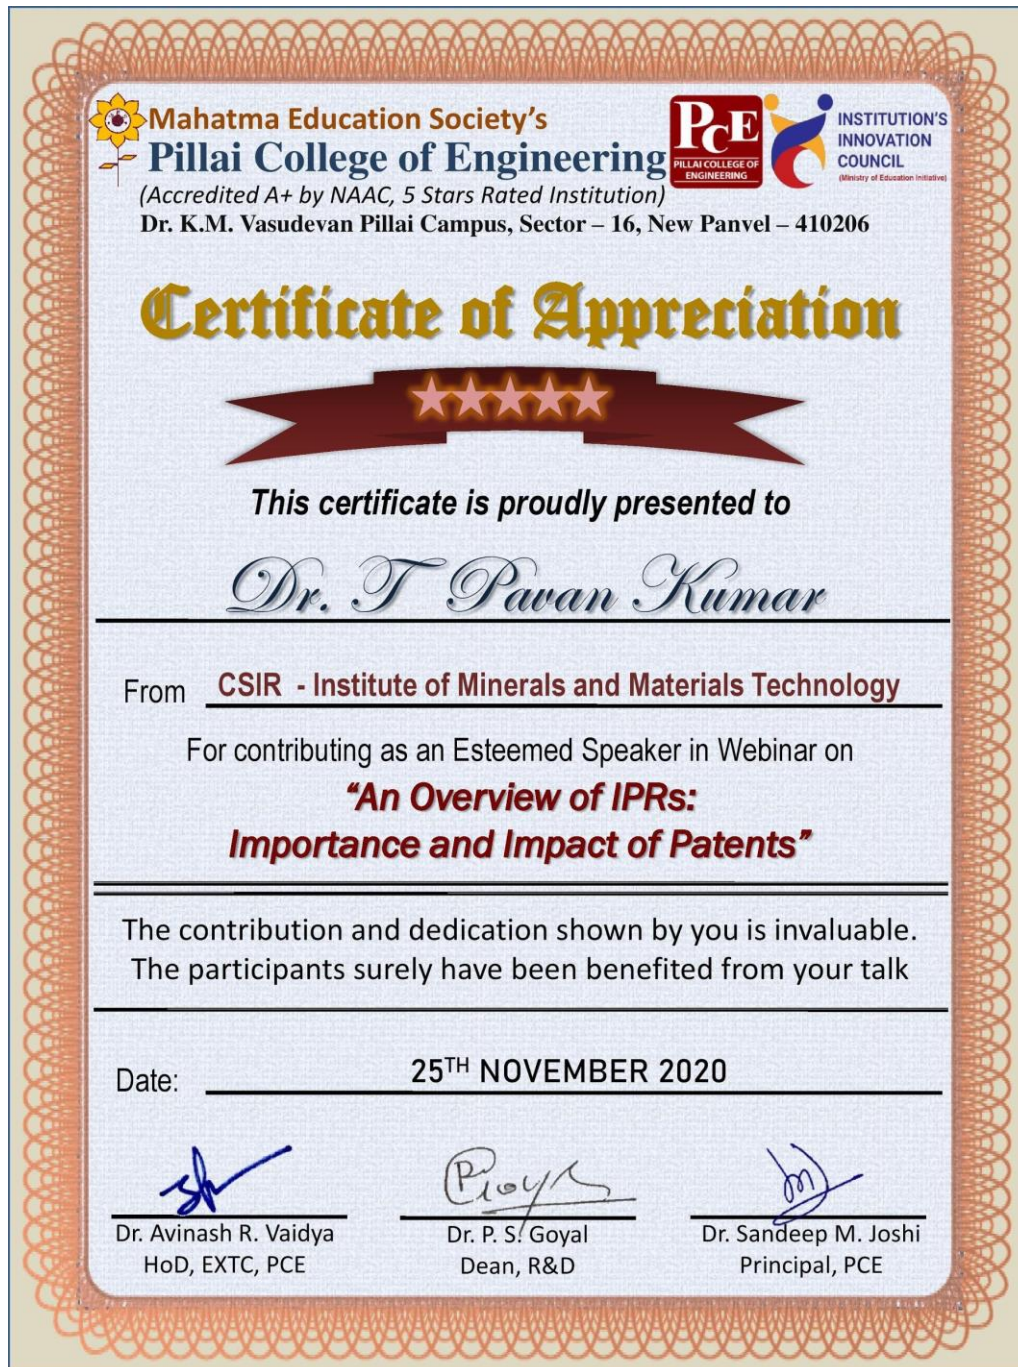 Mahatma Education Society's
Pillai College of Engineering
(Accredited A+ by NAAC, 5 Stars Rated Institution)
Dr. K.M. Vasudevan Pillai Campus, Sector – 16, New Panvel – 410206
PCE
PILLAI COLLEGE OF
ENGINEERING
INSTITUTION'S
INNOVATION
COUNCIL
(Ministry of Education Initiative)
Certificate of Appreciation
This certificate is proudly presented to
Dr. T Pavan Kumar
From CSIR - Institute of Minerals and Materials Technology
For contributing as an Esteemed Speaker in Webinar on
"An Overview of IPRs:
Importance and Impact of Patents"
The contribution and dedication shown by you is invaluable.
The participants surely have been benefited from your talk
Date: 25TH NOVEMBER 2020
Dr. Avinash R. Vaidya
HoD, EXTC, PCE
Dr. P. S. Goyal
Dean, R&D
Dr. Sandeep M. Joshi
Principal, PCE